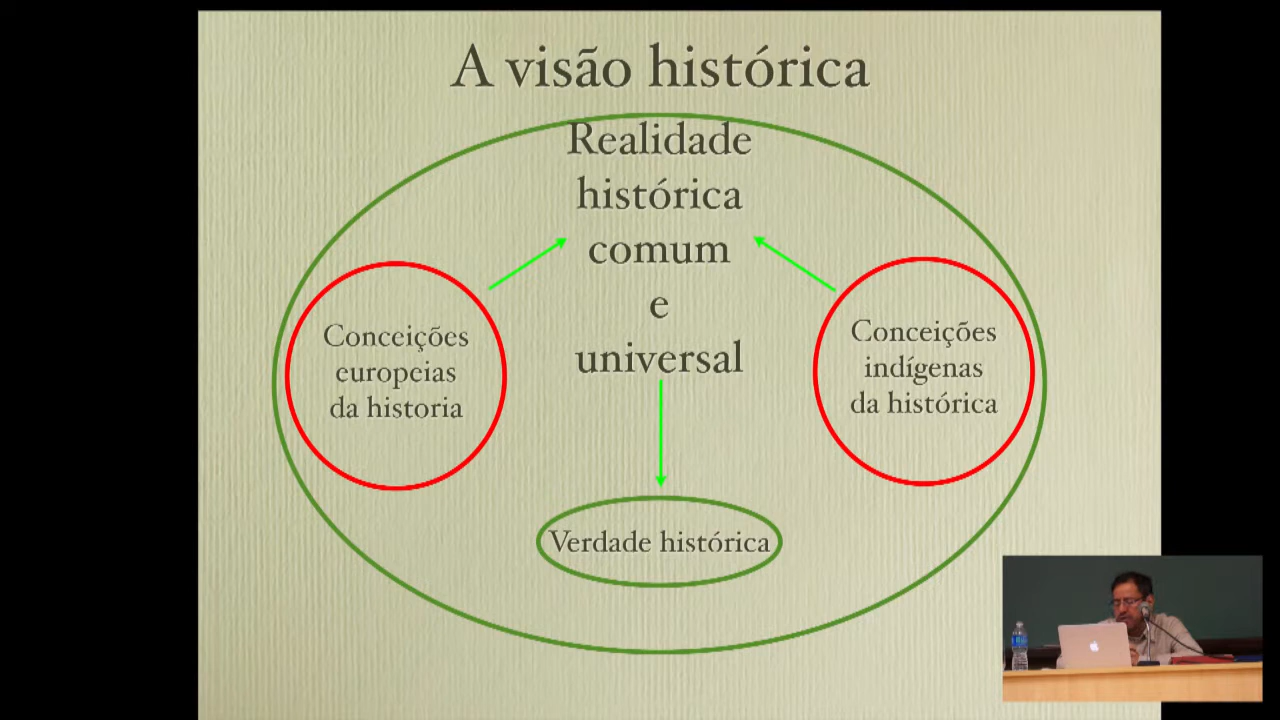 A visão histórica
Realidade
histórica
comum
e
universal
Conceições
europeias
da historia
Conceições
indígenas
da histórica
Verdade histórica